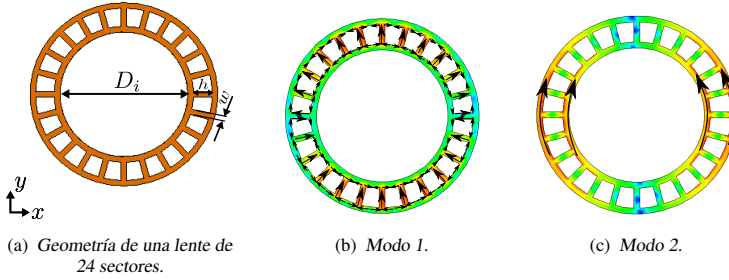 D_i
h
w
y
x
(a) Geometría de una lente de
24 sectores.
(b) Modo 1.
(c) Modo 2.